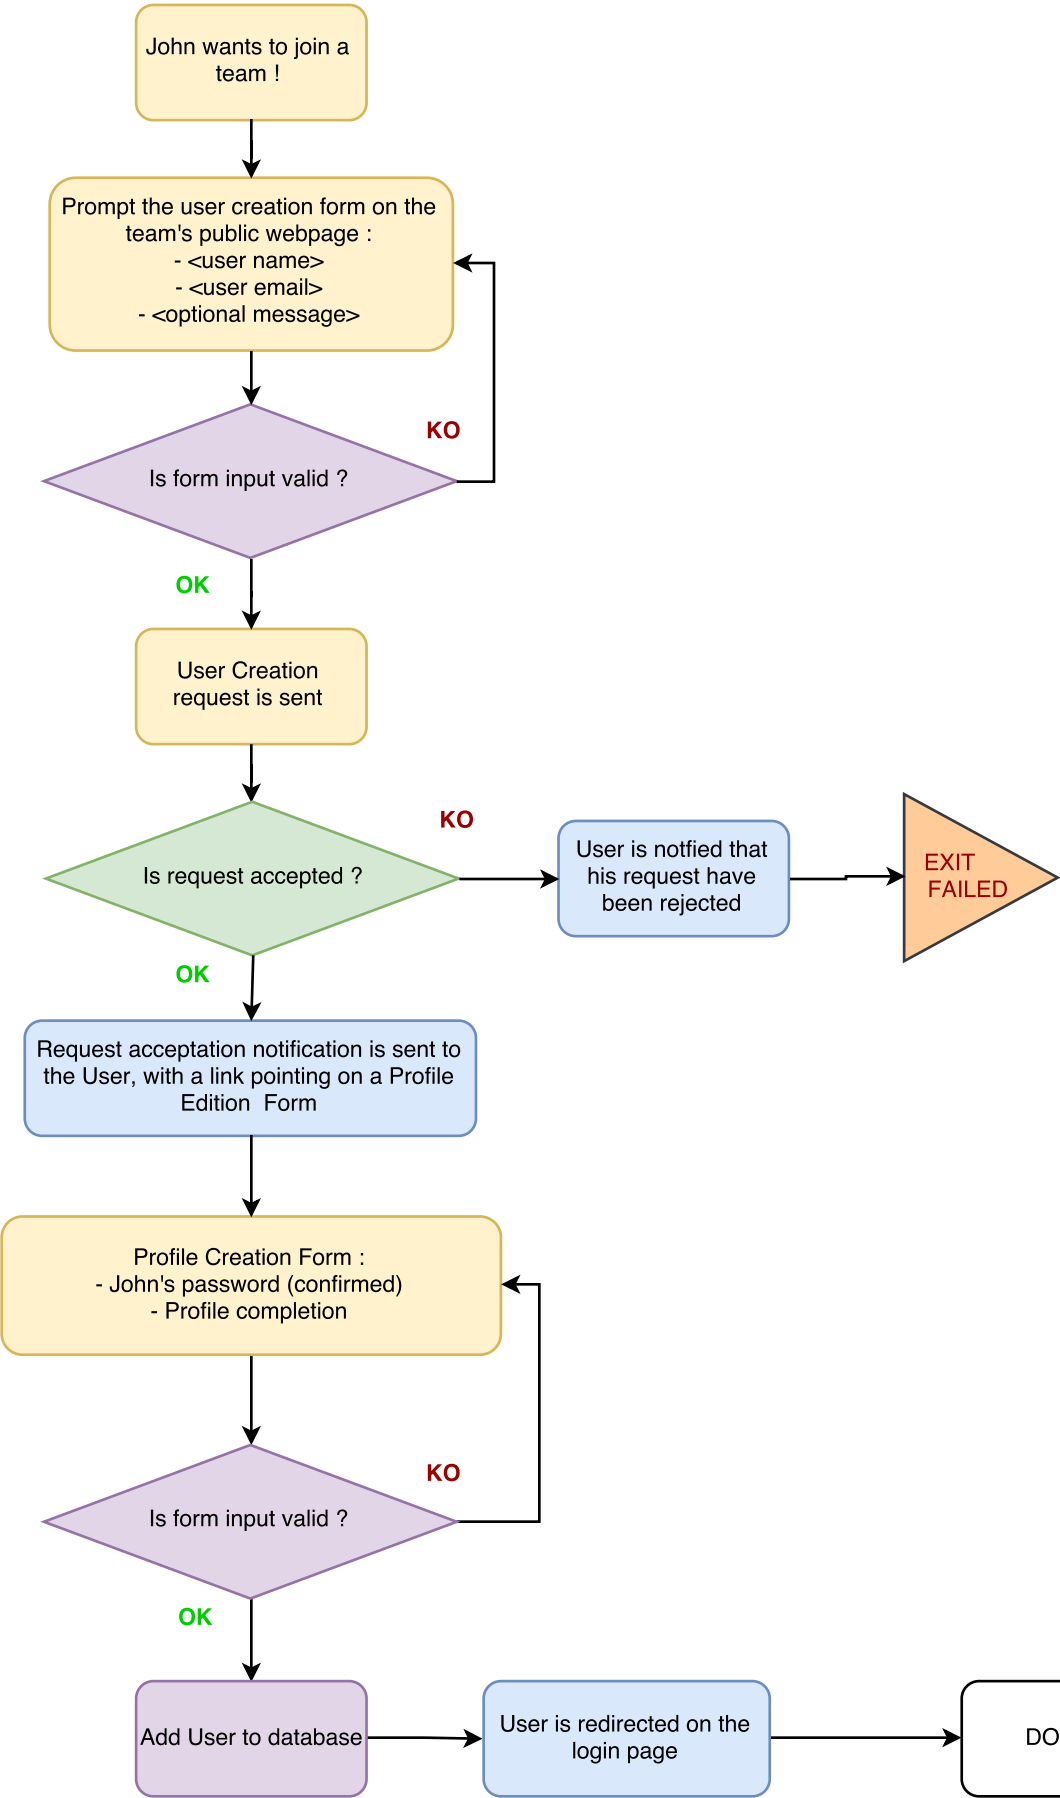 John wants to join a
team !
Prompt the user creation form on the
team's public webpage :
- <user name>
- <user email>
- <optional message>
KO
Is form input valid ?
OK
User Creation
request is sent
KO
Is request accepted ?
User is notfied that
his request have
been rejected
EXIT
FAILED
OK
Request acceptation notification is sent to
the User, with a link pointing on a Profile
Edition  Form
Profile Creation Form :
- John's password (confirmed)
- Profile completion
KO
Is form input valid ?
OK
Add User to database
User is redirected on the
login page
DO